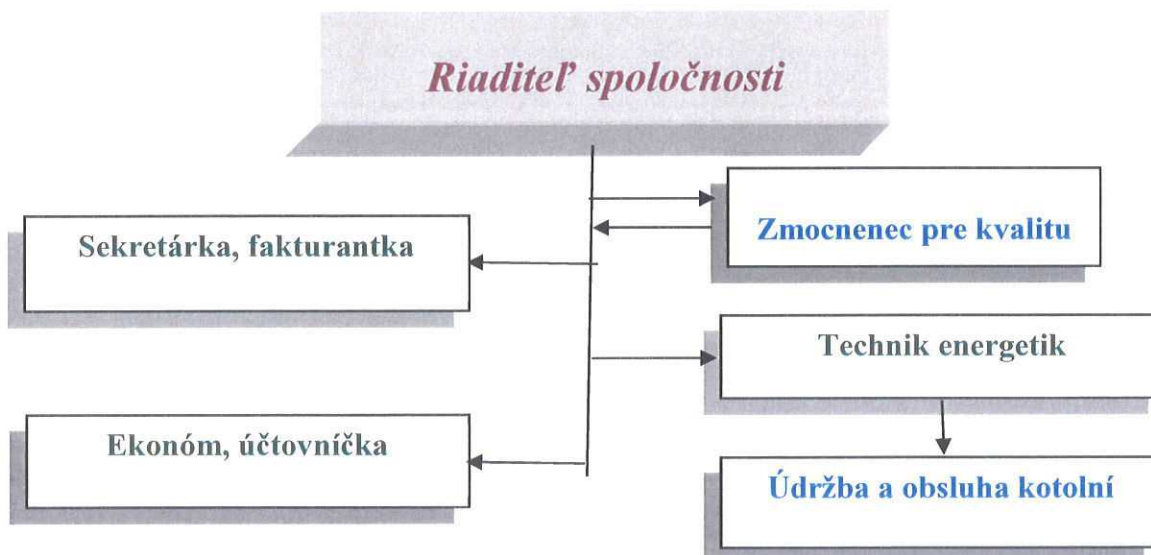 Riaditeľ spoločnosti
Zmocnenec pre kvalitu
Sekretárka, fakturantka
Technik energetik
Ekonóm, účtovníčka
Údržba a obsluha kotolní